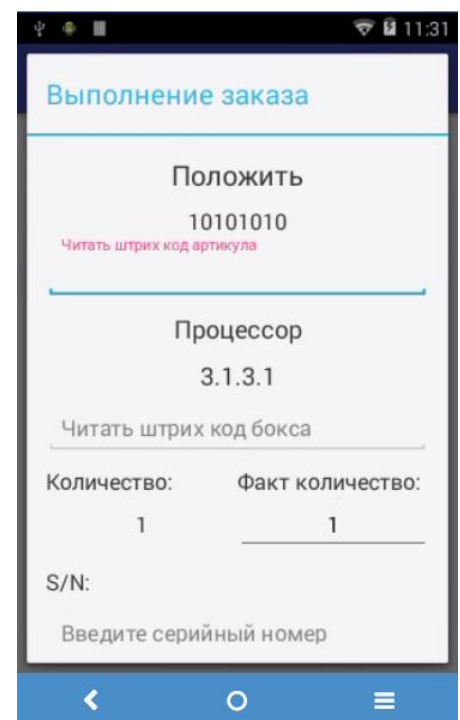 11:31
Выполнение заказа
Положить
10101010
Читать штрих код артикула
Процессор
3.1.3.1
Читать штрих код бокса
Количество: Факт количество:
1 1
S/N:
Введите серийный номер